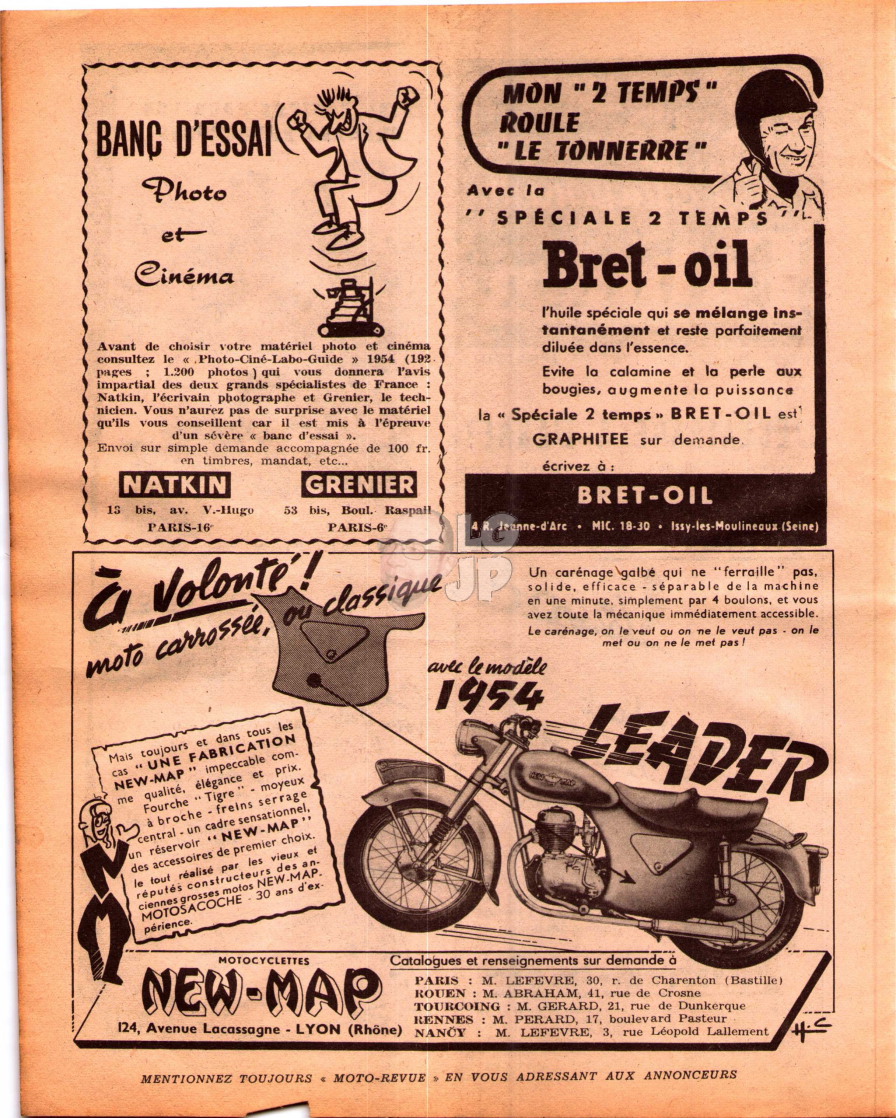 BANC D'ESSAI
Photo
et
Cinéma
Avant de choisir votre matériel photo et cinéma
consultez le « Photo-Ciné-Labo-Guide » 1954 (192
pages ; 1.200 photos) qui vous donnera l'avis
impartial des deux grands spécialistes de France :
Natkin, l'écrivain photographe et Grenier, le tech-
nicien. Vous n'aurez pas de surprise avec le matériel
qu'ils vous conseillent car il est mis à l'épreuve
d'un sévère « banc d'essai ».
Envoi sur simple demande accompagnée de 100 fr.
en timbres, mandat, etc...
NATKIN GRENIER
13 bis, av. V.-Hugo 53 bis, Boul. Raspail
PARIS-16e PARIS-6e
MON "2 TEMPS"
ROULE
"LE TONNERRE"
Avec la
"SPÉCIALE 2 TEMPS"
Bret-oil
l'huile spéciale qui se mélange ins-
tantanément et reste parfaitement
diluée dans l'essence.
Evite la calamine et la perle aux
bougies, augmente la puissance
la « Spéciale 2 temps » BRET-OIL est
GRAPHITEE sur demande.
écrivez à :
BRET-OIL
4 R. Jeanne-d'Arc • MIC. 18-30 • Issy-les-Moulineaux (Seine)
LC
JP
à Volonté !
moto carrossée, ou classique
Un carénage galbé qui ne "ferraille" pas,
solide, efficace - séparable de la machine
en une minute, simplement par 4 boulons, et vous
avez toute la mécanique immédiatement accessible.
Le carénage, on le veut ou on ne le veut pas - on le
met ou on ne le met pas !
avec le modèle
1954
LEADER
NEW-MAP
Mais toujours et dans tous les
cas "UNE FABRICATION
NEW-MAP" impeccable com-
me qualité, élégance et prix.
Fourche "Tigre" - moyeux
à broche - freins serrage
central - un cadre sensationnel,
un réservoir "NEW-MAP"
des accessoires de premier choix.
le tout réalisé par les vieux et
réputés constructeurs des an-
ciennes grosses motos NEW-MAP.
MOTOSACOCHE - 30 ans d'ex-
périence.
NM
MOTOCYCLETTES
NEW-MAP
124, Avenue Lacassagne - LYON (Rhône)
Catalogues et renseignements sur demande à
PARIS : M. LEFEVRE, 30, r. de Charenton (Bastille)
ROUEN : M. ABRAHAM, 41, rue de Crosne
TOURCOING : M. GERARD, 21, rue de Dunkerque
RENNES : M. PERARD, 17, boulevard Pasteur
NANCY : M. LEFEVRE, 3, rue Léopold Lallement
H.C
MENTIONNEZ TOUJOURS « MOTO-REVUE » EN VOUS ADRESSANT AUX ANNONCEURS